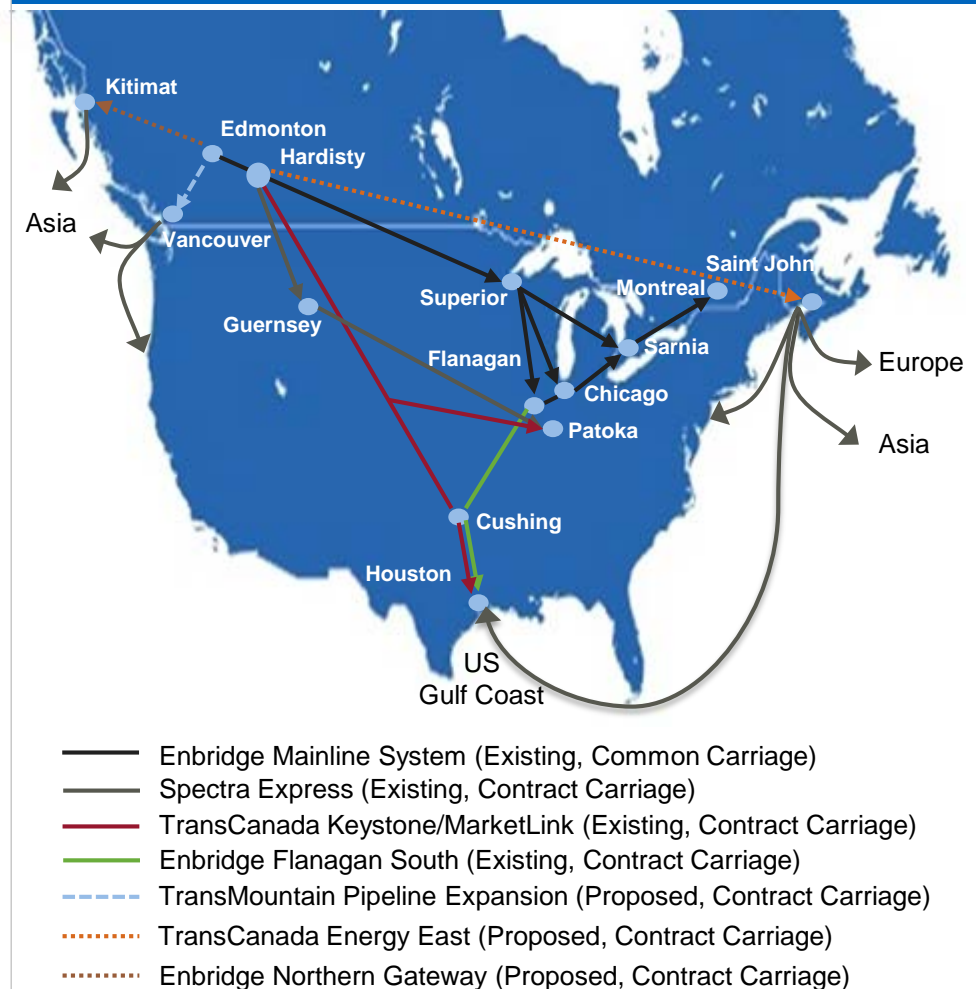 Kitimat
Edmonton
Hardisty
Asia
Vancouver
Saint John
Superior
Montreal
Guernsey
Sarnia
Flanagan
Europe
Chicago
Patoka
Asia
Cushing
Houston
US
Gulf Coast
Enbridge Mainline System (Existing, Common Carriage)
Spectra Express (Existing, Contract Carriage)
TransCanada Keystone/MarketLink (Existing, Contract Carriage)
Enbridge Flanagan South (Existing, Contract Carriage)
TransMountain Pipeline Expansion (Proposed, Contract Carriage)
TransCanada Energy East (Proposed, Contract Carriage)
Enbridge Northern Gateway (Proposed, Contract Carriage)